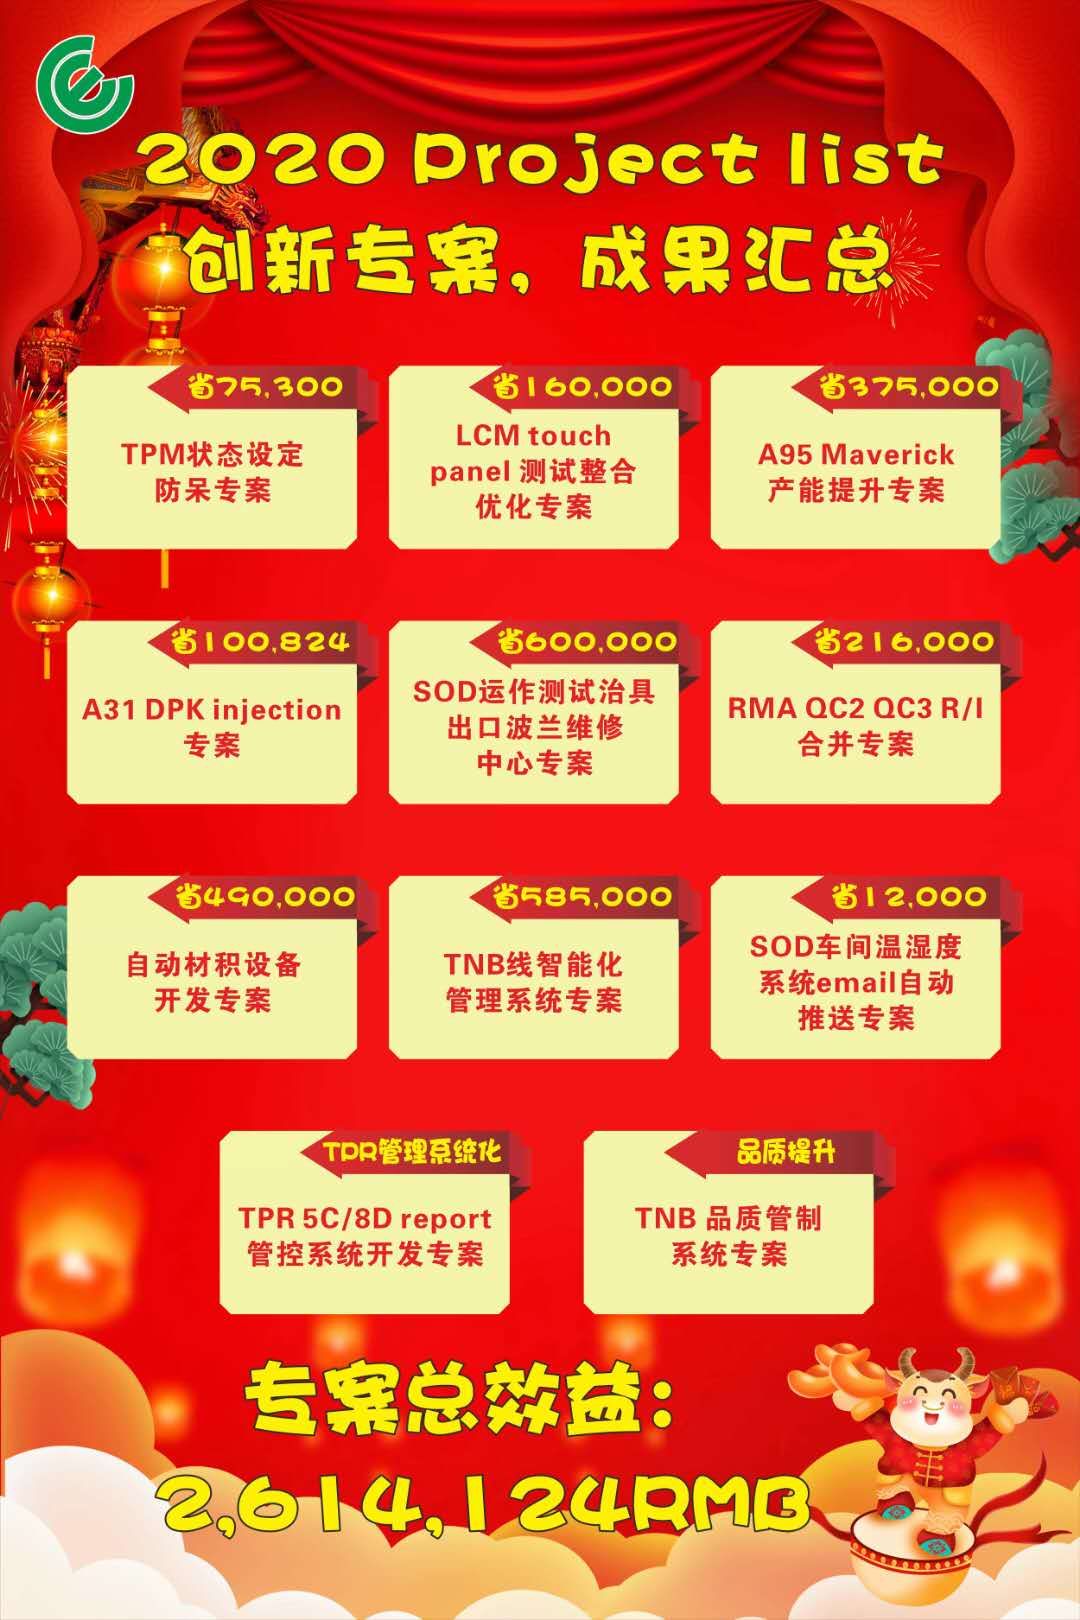 2020 Project list
创新专案，成果汇总
省75,300
TPM状态设定
防呆专案
省160,000
LCM touch
panel 测试整合
优化专案
省375,000
A95 Maverick
产能提升专案
省100,824
A31 DPK injection
专案
省600,000
SOD运作测试治具
出口波兰维修
中心专案
省216,000
RMA QC2 QC3 R/I
合并专案
省490,000
自动材积设备
开发专案
省585,000
TNB线智能化
管理系统专案
省12,000
SOD车间温湿度
系统email自动
推送专案
TPR管理系统化
TPR 5C/8D report
管控系统开发专案
品质提升
TNB 品质管制
系统专案
专案总效益：
2,614,124RMB